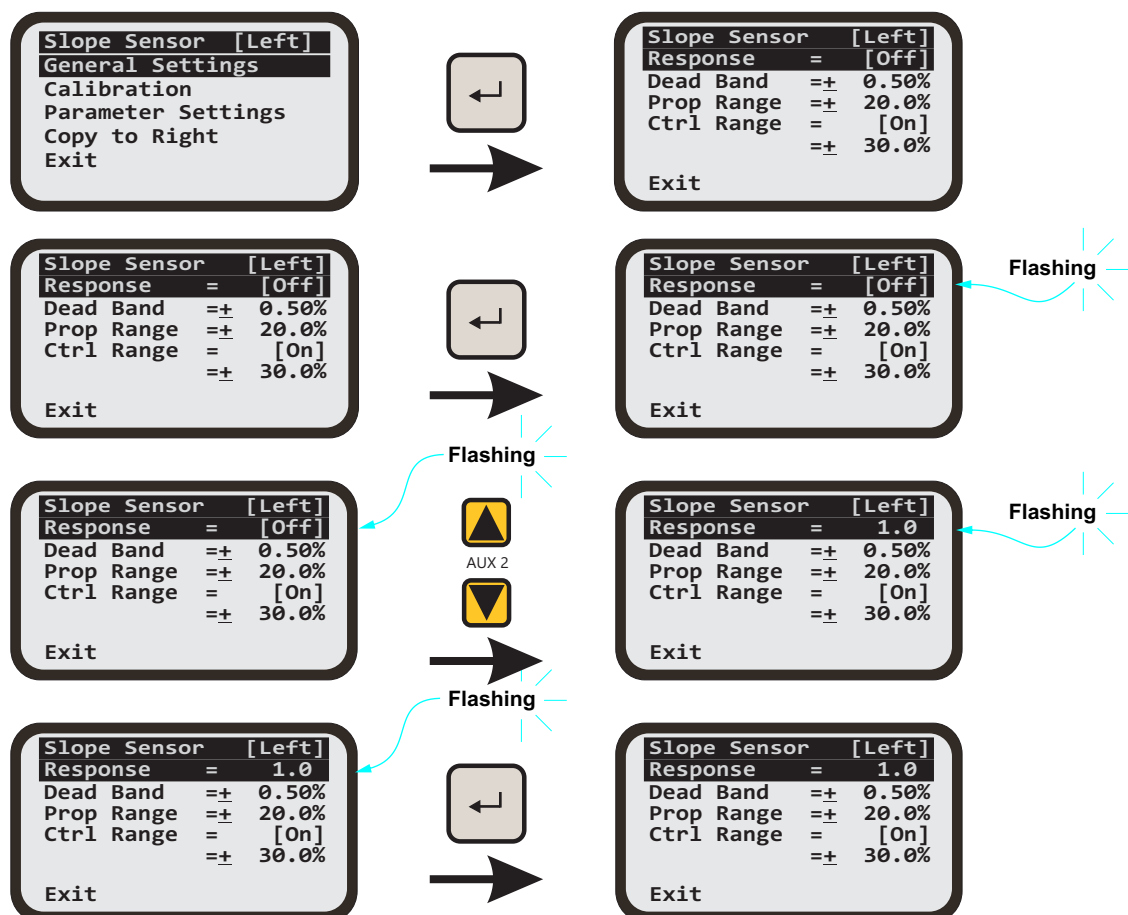 Slope Sensor [Left]
General Settings
Calibration
Parameter Settings
Copy to Right
Exit
Slope Sensor [Left]
Response = [Off]
Dead Band =± 0.50%
Prop Range =± 20.0%
Ctrl Range = [On]
=± 30.0%
Exit
Slope Sensor [Left]
Response = [Off]
Dead Band =± 0.50%
Prop Range =± 20.0%
Ctrl Range = [On]
=± 30.0%
Exit
Slope Sensor [Left]
Response = [Off]
Dead Band =± 0.50%
Prop Range =± 20.0%
Ctrl Range = [On]
=± 30.0%
Exit
Flashing
Flashing
Slope Sensor [Left]
Response = [Off]
Dead Band =± 0.50%
Prop Range =± 20.0%
Ctrl Range = [On]
=± 30.0%
Exit
AUX 2
Slope Sensor [Left]
Response = 1.0
Dead Band =± 0.50%
Prop Range =± 20.0%
Ctrl Range = [On]
=± 30.0%
Exit
Flashing
Flashing
Slope Sensor [Left]
Response = 1.0
Dead Band =± 0.50%
Prop Range =± 20.0%
Ctrl Range = [On]
=± 30.0%
Exit
Slope Sensor [Left]
Response = 1.0
Dead Band =± 0.50%
Prop Range =± 20.0%
Ctrl Range = [On]
=± 30.0%
Exit